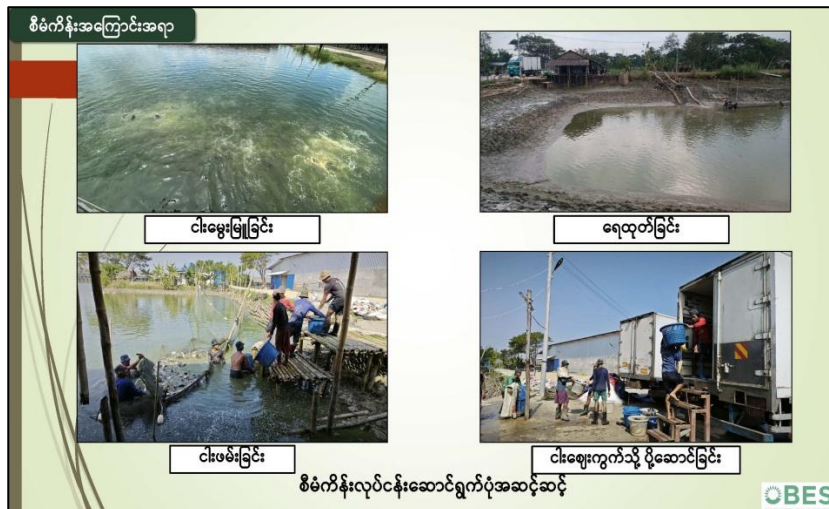 စီမံကိန်းအကြောင်းအရာ
ငါးမွေးမြူခြင်း
ရေထုတ်ခြင်း
ငါးဖမ်းခြင်း
ငါးဈေးကွက်သို့ ပို့ဆောင်ခြင်း
စီမံကိန်းလုပ်ငန်းဆောင်ရွက်ပုံအဆင့်ဆင့်
OBES